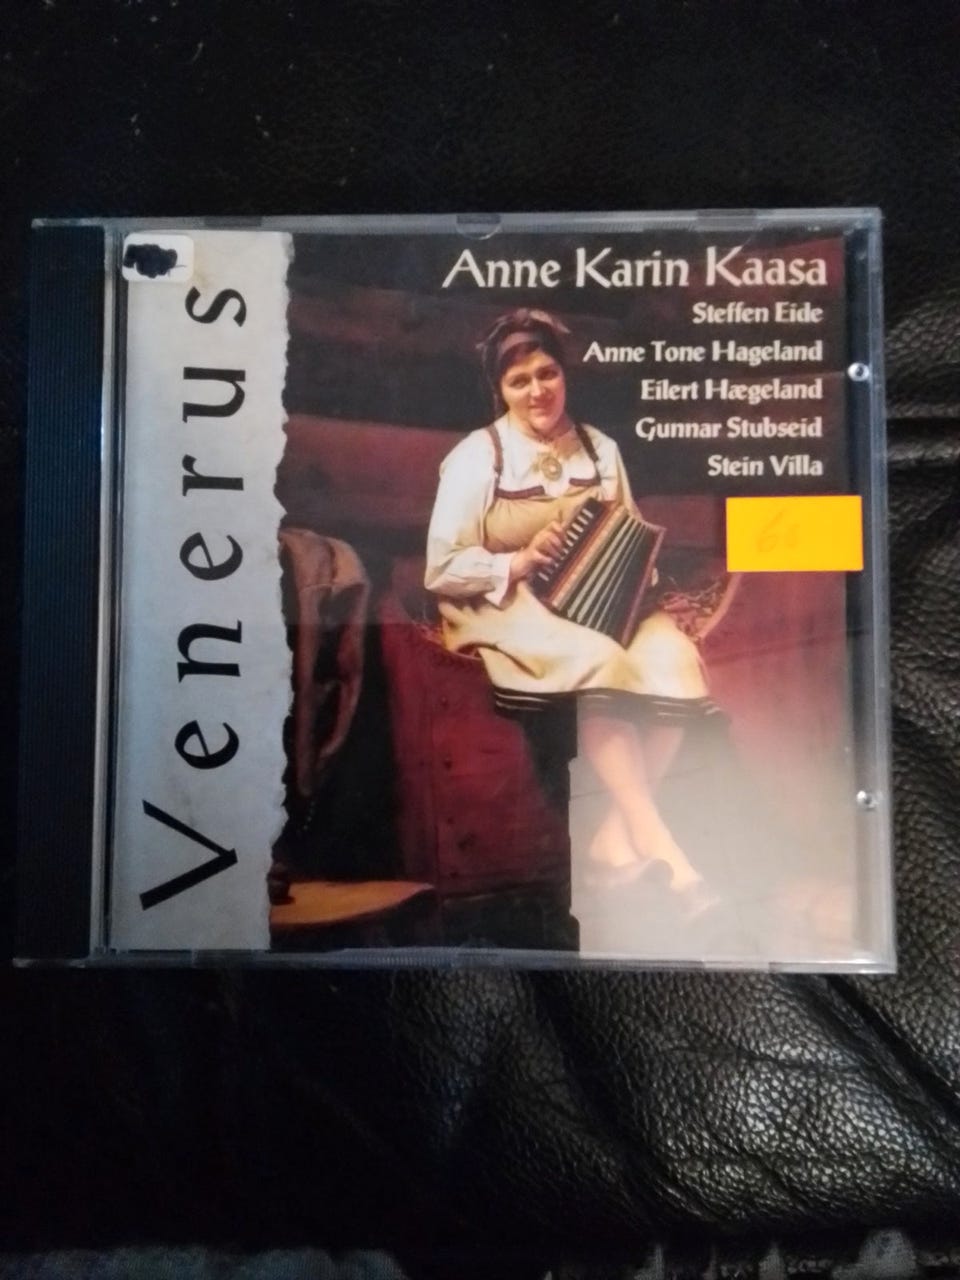 Venerus
Anne Karin Kaasa
Steffen Eide
Anne Tone Hageland
Eilert Hægeland
Gunnar Stubseid
Stein Villa